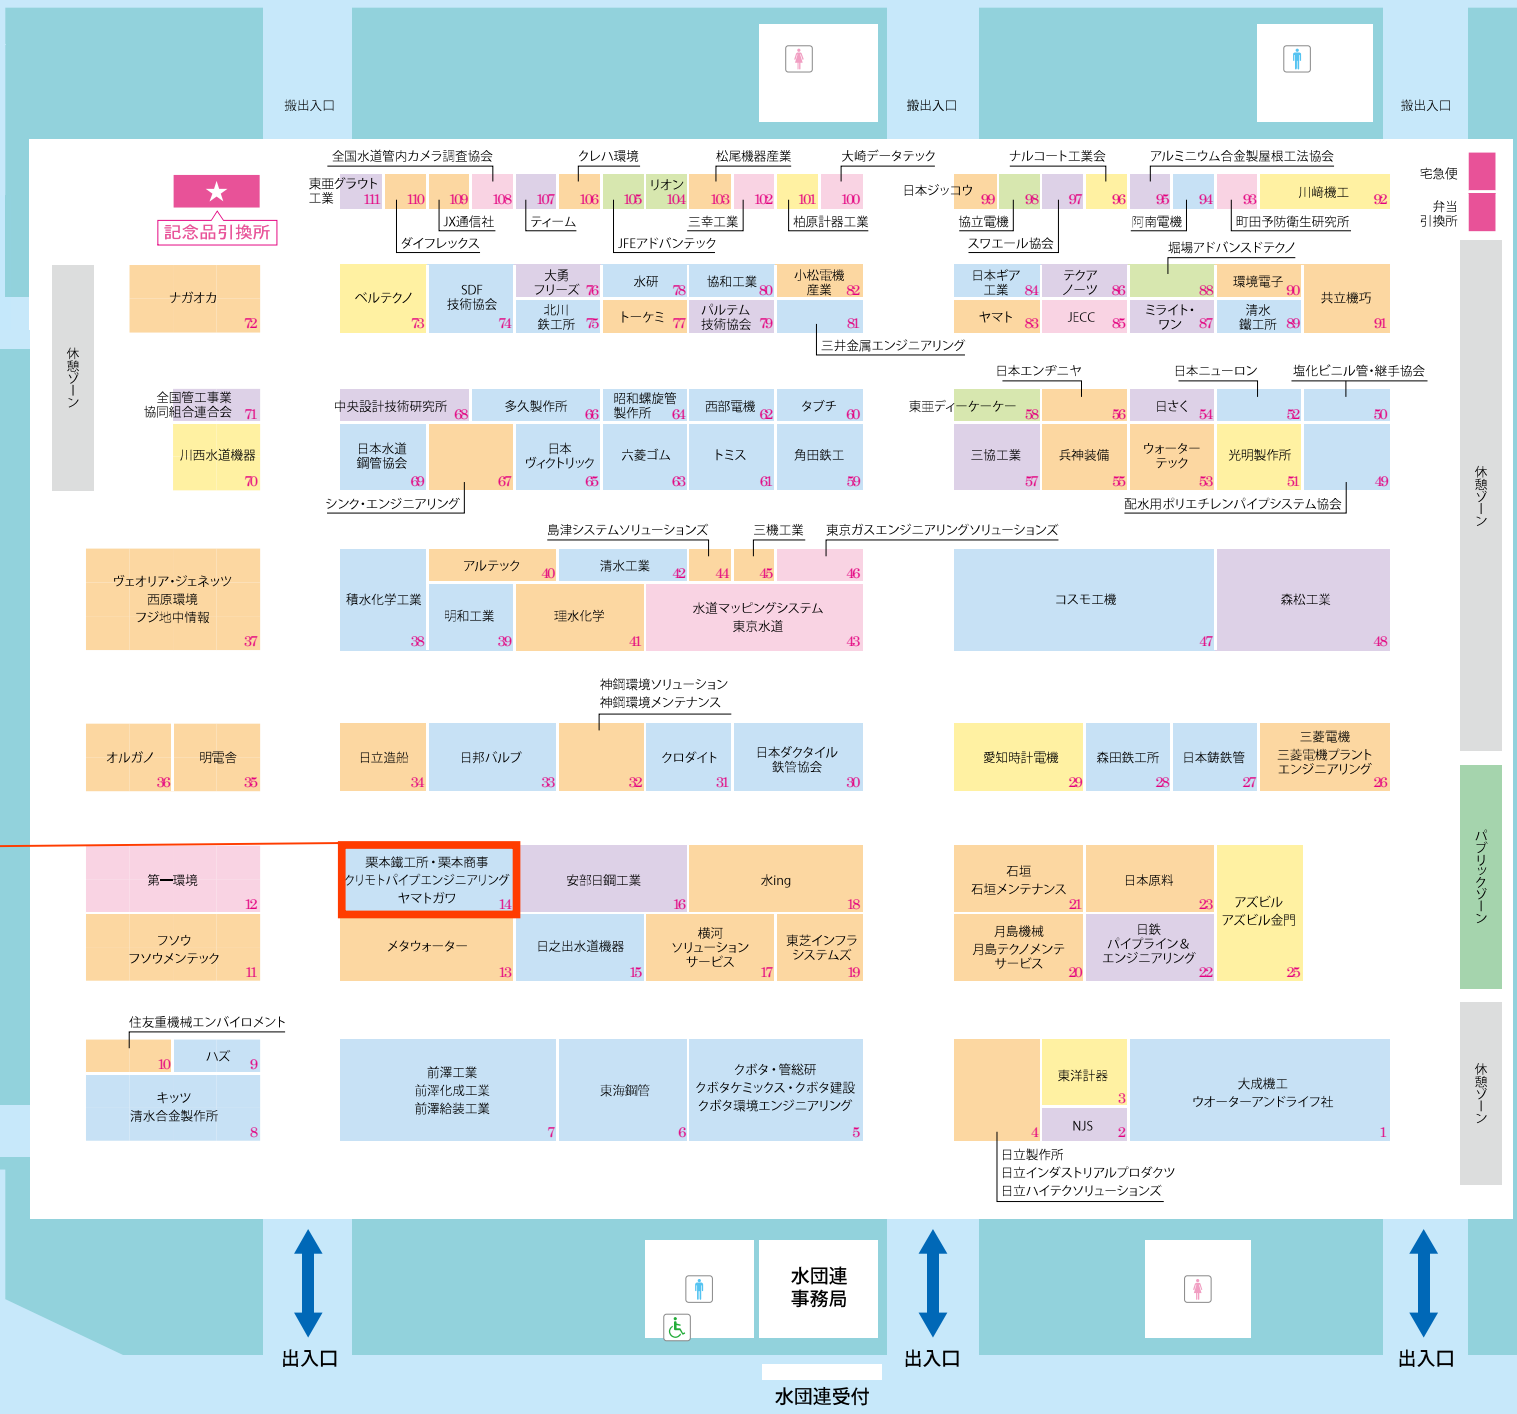 搬出入口
搬出入口
搬出入口
全国水道管内カメラ調査協会
クレハ環境
松尾機器産業
大崎データテック
ナルコート工業会
アルミニウム合金製屋根工法協会
宅急便
東亜グラウト
工業
111
110
109
108
107
106
105
リオン
104
103
102
101
100
日本ジッコウ
99
98
97
96
95
94
93
川﨑機工
92
弁当
引換所
JX通信社
ティーム
三幸工業
柏原計器工業
協立電機
阿南電機
町田予防衛生研究所
記念品引換所
ダイフレックス
JFEアドバンテック
スワエール協会
堀場アドバンスドテクノ
ナガオカ
72
ベルテクノ
73
SDF
技術協会
74
大勇
フリーズ
76
水研
78
協和工業
80
小松電機
産業
82
北川
鉄工所
75
トーケミ
77
パルテム
技術協会
79
81
日本ギア
工業
84
テクア
ノーツ
86
88
環境電子
90
共立機巧
91
ヤマト
83
JECC
85
ミライト・
ワン
87
清水
鐵工所
89
三井金属エンジニアリング
休憩ゾーン
日本エンヂニヤ
日本ニューロン
塩化ビニル管・継手協会
全国管工事業
協同組合連合会
71
中央設計技術研究所
68
多久製作所
66
昭和螺旋管
製作所
64
西部電機
62
タブチ
60
東亜ディーケーケー
58
56
日さく
54
52
50
川西水道機器
70
日本水道
鋼管協会
69
67
日本
ヴィクトリック
65
六菱ゴム
63
トミス
61
角田鉄工
59
三協工業
57
兵神装備
55
ウォーター
テック
53
光明製作所
51
49
休憩ゾーン
シンク・エンジニアリング
配水用ポリエチレンパイプシステム協会
島津システムソリューションズ
三機工業
東京ガスエンジニアリングソリューションズ
ヴェオリア・ジェネッツ
西原環境
フジ地中情報
37
積水化学工業
38
アルテック
40
清水工業
42
44
45
46
明和工業
39
理水化学
41
水道マッピングシステム
東京水道
43
コスモ工機
47
森松工業
48
神鋼環境ソリューション
神鋼環境メンテナンス
オルガノ
36
明電舎
35
日立造船
34
日邦バルブ
33
32
クロダイト
31
日本ダクタイル
鉄管協会
30
愛知時計電機
29
森田鉄工所
28
日本鋳鉄管
27
三菱電機
三菱電機プラント
エンジニアリング
26
パブリックゾーン
第一環境
12
栗本鐵工所・栗本商事
クリモトパイプエンジニアリング
ヤマトガワ
14
安部日鋼工業
16
水ing
18
石垣
石垣メンテナンス
21
日本原料
23
アズビル
アズビル金門
25
フソウ
フソウメンテック
11
メタウォーター
13
日之出水道機器
15
横河
ソリューション
サービス
17
東芝インフラ
システムズ
19
月島機械
月島テクノメンテ
サービス
20
日鉄
パイプライン＆
エンジニアリング
22
住友重機械エンバイロメント
10
ハズ
9
キッツ
清水合金製作所
8
前澤工業
前澤化成工業
前澤給装工業
7
東海鋼管
6
クボタ・管総研
クボタケミックス・クボタ建設
クボタ環境エンジニアリング
5
4
東洋計器
3
NJS
2
大成機工
ウオーターアンドライフ社
1
休憩ゾーン
日立製作所
日立インダストリアルプロダクツ
日立ハイテクソリューションズ
水団連
事務局
出入口
出入口
出入口
水団連受付